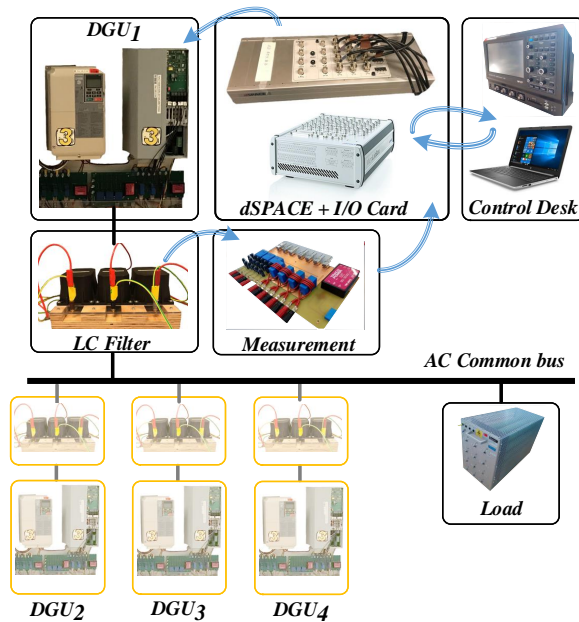 DGU1
dSPACE + I/O Card
Control Desk
LC Filter
Measurement
AC Common bus
Load
DGU2
DGU3
DGU4